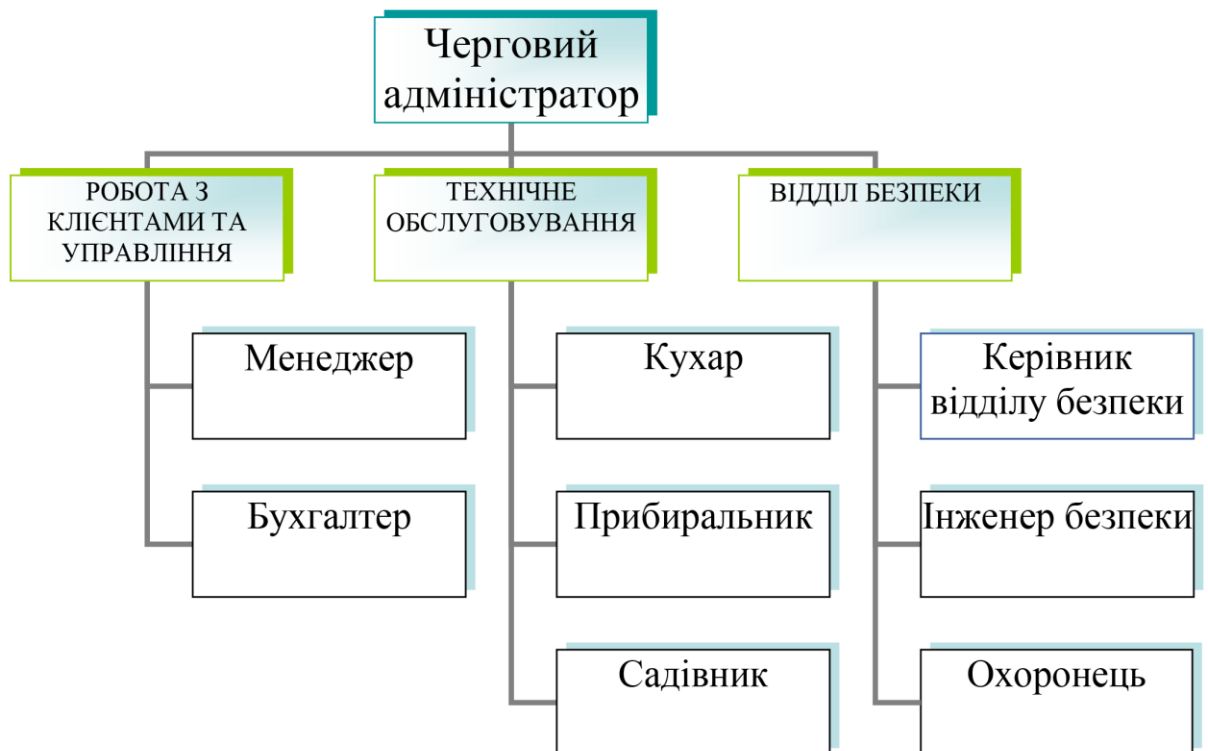 Черговий
адміністратор
РОБОТА З
КЛІЄНТАМИ ТА
УПРАВЛІННЯ
ТЕХНІЧНЕ
ОБСЛУГОВУВАННЯ
ВІДДІЛ БЕЗПЕКИ
Менеджер
Бухгалтер
Кухар
Прибиральник
Садівник
Керівник
відділу безпеки
Інженер безпеки
Охоронець